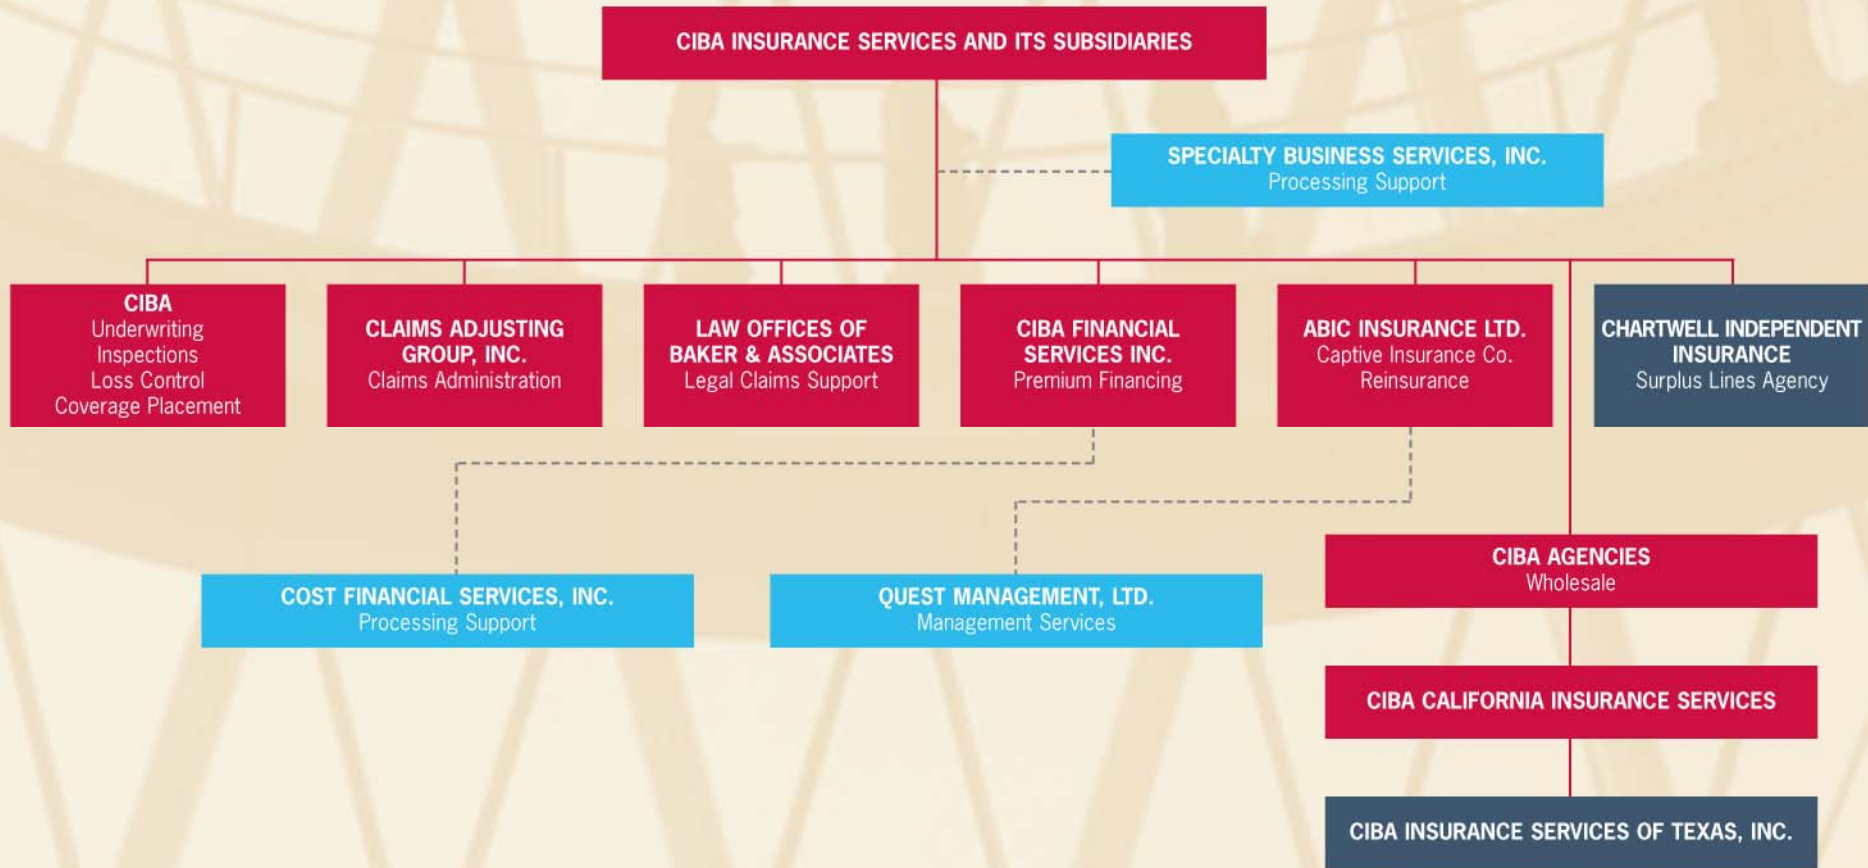 CIBA INSURANCE SERVICES AND ITS SUBSIDIARIES
SPECIALTY BUSINESS SERVICES, INC.
Processing Support
CIBA
Underwriting
Inspections
Loss Control
Coverage Placement
CLAIMS ADJUSTING
GROUP, INC.
Claims Administration
LAW OFFICES OF
BAKER & ASSOCIATES
Legal Claims Support
CIBA FINANCIAL
SERVICES INC.
Premium Financing
ABIC INSURANCE LTD.
Captive Insurance Co.
Reinsurance
CHARTWELL INDEPENDENT
INSURANCE
Surplus Lines Agency
COST FINANCIAL SERVICES, INC.
Processing Support
QUEST MANAGEMENT, LTD.
Management Services
CIBA AGENCIES
Wholesale
CIBA CALIFORNIA INSURANCE SERVICES
CIBA INSURANCE SERVICES OF TEXAS, INC.